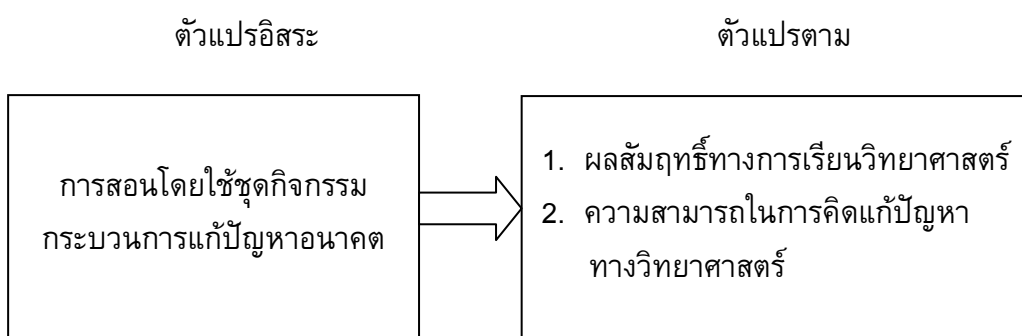 ตัวแปรอิสระ
ตัวแปรตาม
การสอนโดยใช้ชุดกิจกรรม
กระบวนการแก้ปัญหาอนาคต
1. ผลสัมฤทธิ์ทางการเรียนวิทยาศาสตร์
2. ความสามารถในการคิดแก้ปัญหา
ทางวิทยาศาสตร์